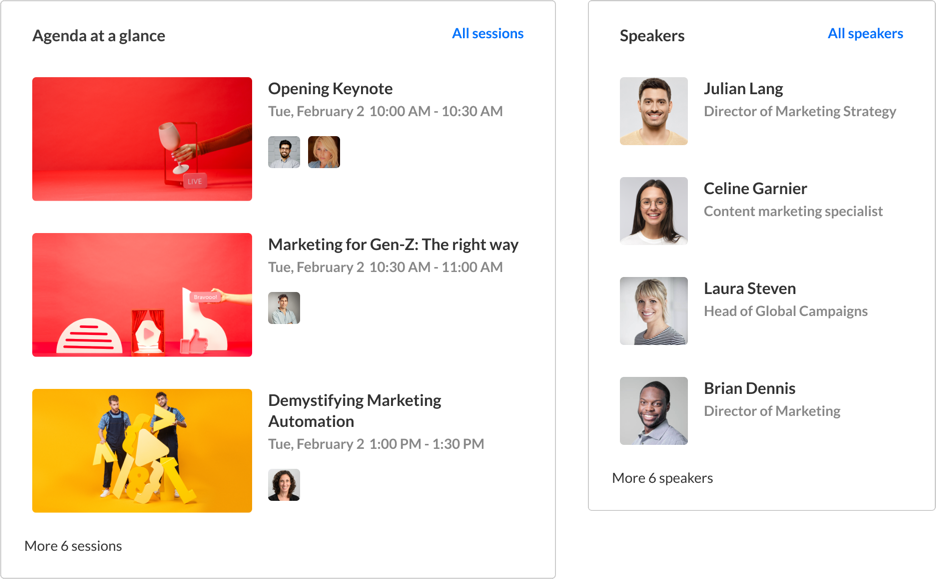 Agenda at a glance
All sessions
Opening Keynote
Tue, February 2 10:00 AM - 10:30 AM
LIVE
Marketing for Gen-Z: The right way
Tue, February 2 10:30 AM - 11:00 AM
Demystifying Marketing
Automation
Tue, February 2 1:00 PM - 1:30 PM
More 6 sessions
Speakers
All speakers
Julian Lang
Director of Marketing Strategy
Celine Garnier
Content marketing specialist
Laura Steven
Head of Global Campaigns
Brian Dennis
Director of Marketing
More 6 speakers